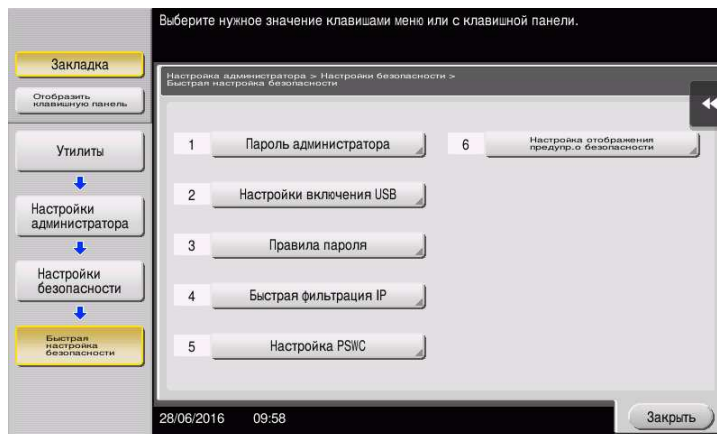 Выберите нужное значение клавишами меню или с клавишной панели.
Закладка
Отобразить
клавишную панель
Утилиты
Настройки
администратора
Настройки
безопасности
Быстрая
настройка
безопасности
Настройка администратора > Настройки безопасности >
Быстрая настройка безопасности
1 Пароль администратора
2 Настройки включения USB
3 Правила пароля
4 Быстрая фильтрация IP
5 Настройка PSWC
6 Настройка отображения
предупр.о безопасности
28/06/2016 09:58
Закрыть